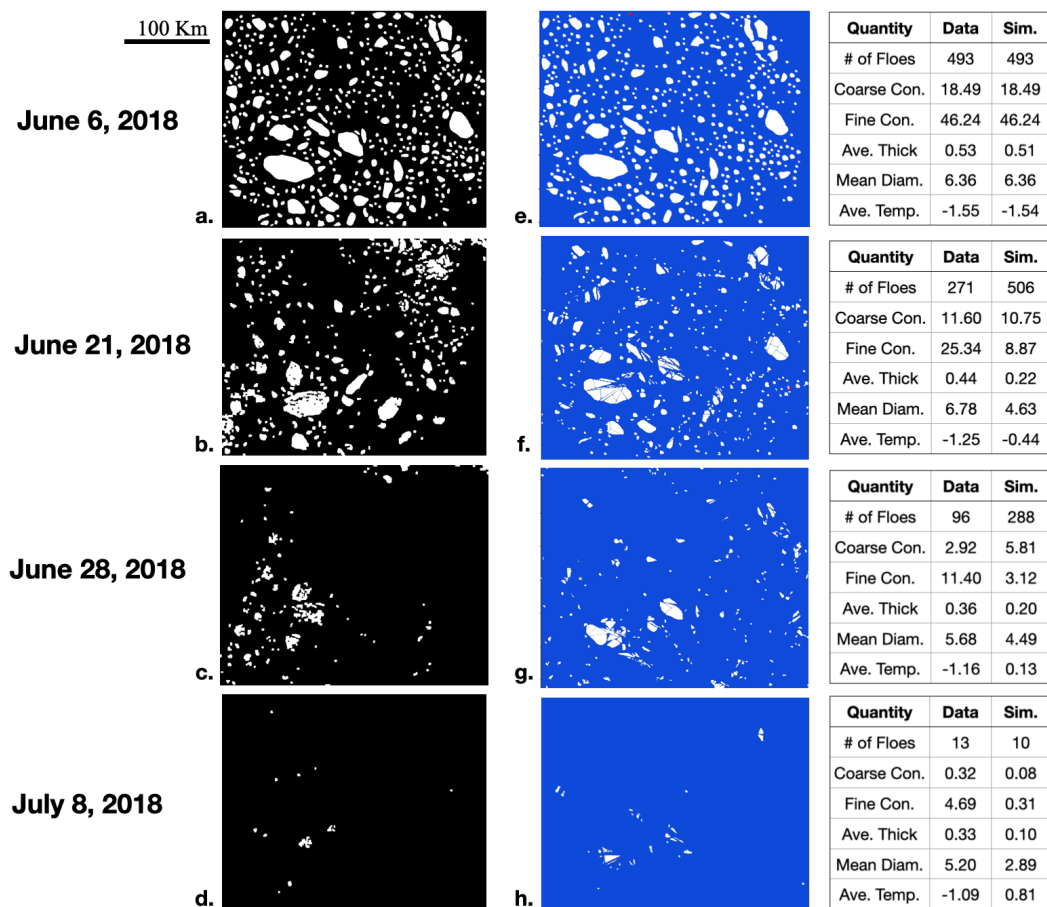 100 Km
June 6, 2018
a.
e.
Quantity Data Sim.
# of Floes 493 493
Coarse Con. 18.49 18.49
Fine Con. 46.24 46.24
Ave. Thick 0.53 0.51
Mean Diam. 6.36 6.36
Ave. Temp. -1.55 -1.54
June 21, 2018
b.
f.
Quantity Data Sim.
# of Floes 271 506
Coarse Con. 11.60 10.75
Fine Con. 25.34 8.87
Ave. Thick 0.44 0.22
Mean Diam. 6.78 4.63
Ave. Temp. -1.25 -0.44
June 28, 2018
c.
g.
Quantity Data Sim.
# of Floes 96 288
Coarse Con. 2.92 5.81
Fine Con. 11.40 3.12
Ave. Thick 0.36 0.20
Mean Diam. 5.68 4.49
Ave. Temp. -1.16 0.13
July 8, 2018
d.
h.
Quantity Data Sim.
# of Floes 13 10
Coarse Con. 0.32 0.08
Fine Con. 4.69 0.31
Ave. Thick 0.33 0.10
Mean Diam. 5.20 2.89
Ave. Temp. -1.09 0.81